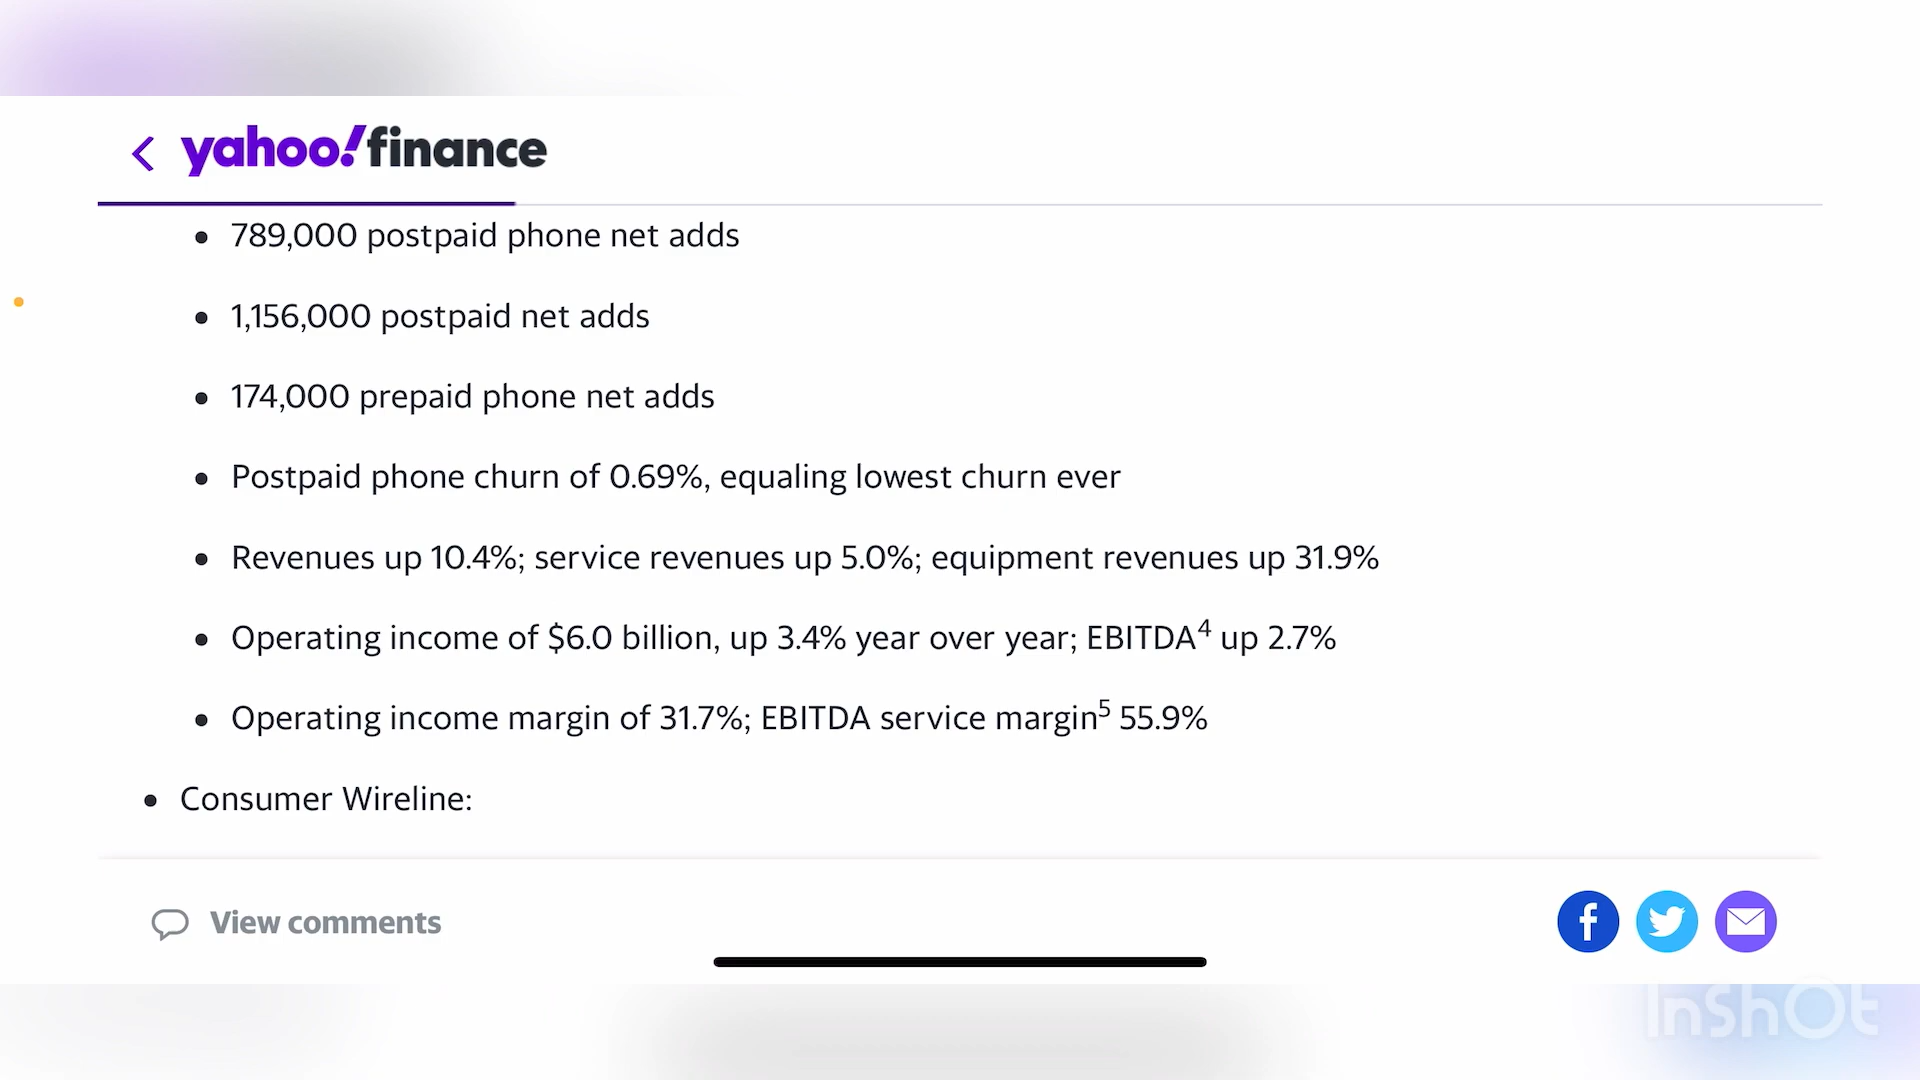 yahoo!finance
• 789,000 postpaid phone net adds
• 1,156,000 postpaid net adds
• 174,000 prepaid phone net adds
• Postpaid phone churn of 0.69%, equaling lowest churn ever
• Revenues up 10.4%; service revenues up 5.0%; equipment revenues up 31.9%
• Operating income of $6.0 billion, up 3.4% year over year; EBITDA⁴ up 2.7%
• Operating income margin of 31.7%; EBITDA service margin⁵ 55.9%
• Consumer Wireline:
View comments
InShOt